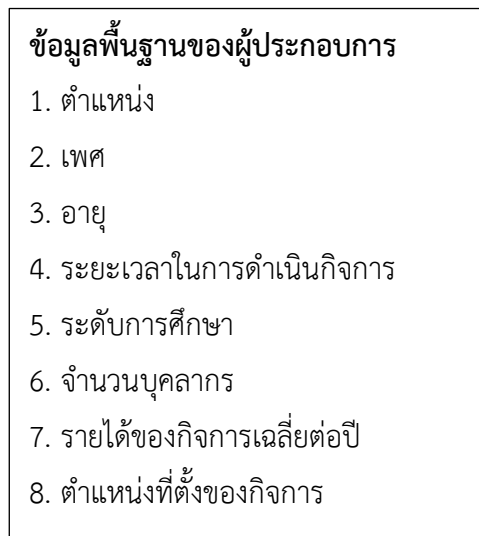 ข้อมูลพื้นฐานของผู้ประกอบการ
1. ตำแหน่ง
2. เพศ
3. อายุ
4. ระยะเวลาในการดำเนินกิจการ
5. ระดับการศึกษา
6. จำนวนบุคลากร
7. รายได้ของกิจการเฉลี่ยต่อปี
8. ตำแหน่งที่ตั้งของกิจการ